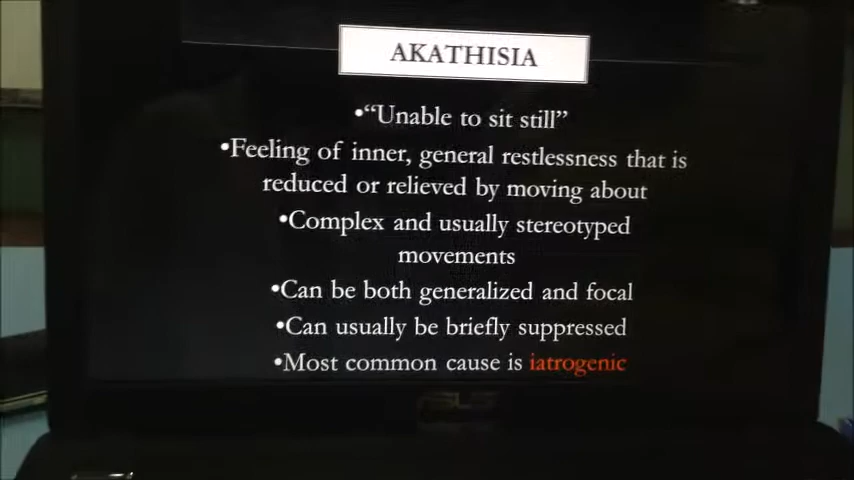 AKATHISIA
•“Unable to sit still”
•Feeling of inner, general restlessness that is
reduced or relieved by moving about
•Complex and usually stereotyped
movements
•Can be both generalized and focal
•Can usually be briefly suppressed
•Most common cause is iatrogenic